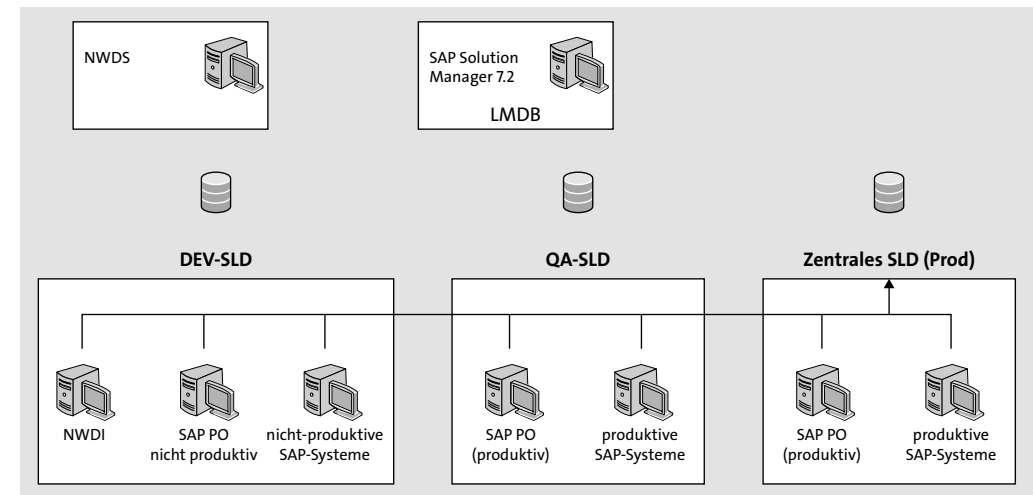 NWDS
SAP Solution
Manager 7.2
LMDB
DEV-SLD
QA-SLD
Zentrales SLD (Prod)
NWDI
SAP PO
nicht produktiv
nicht-produktive
SAP-Systeme
SAP PO
(produktiv)
produktive
SAP-Systeme
SAP PO
(produktiv)
produktive
SAP-Systeme